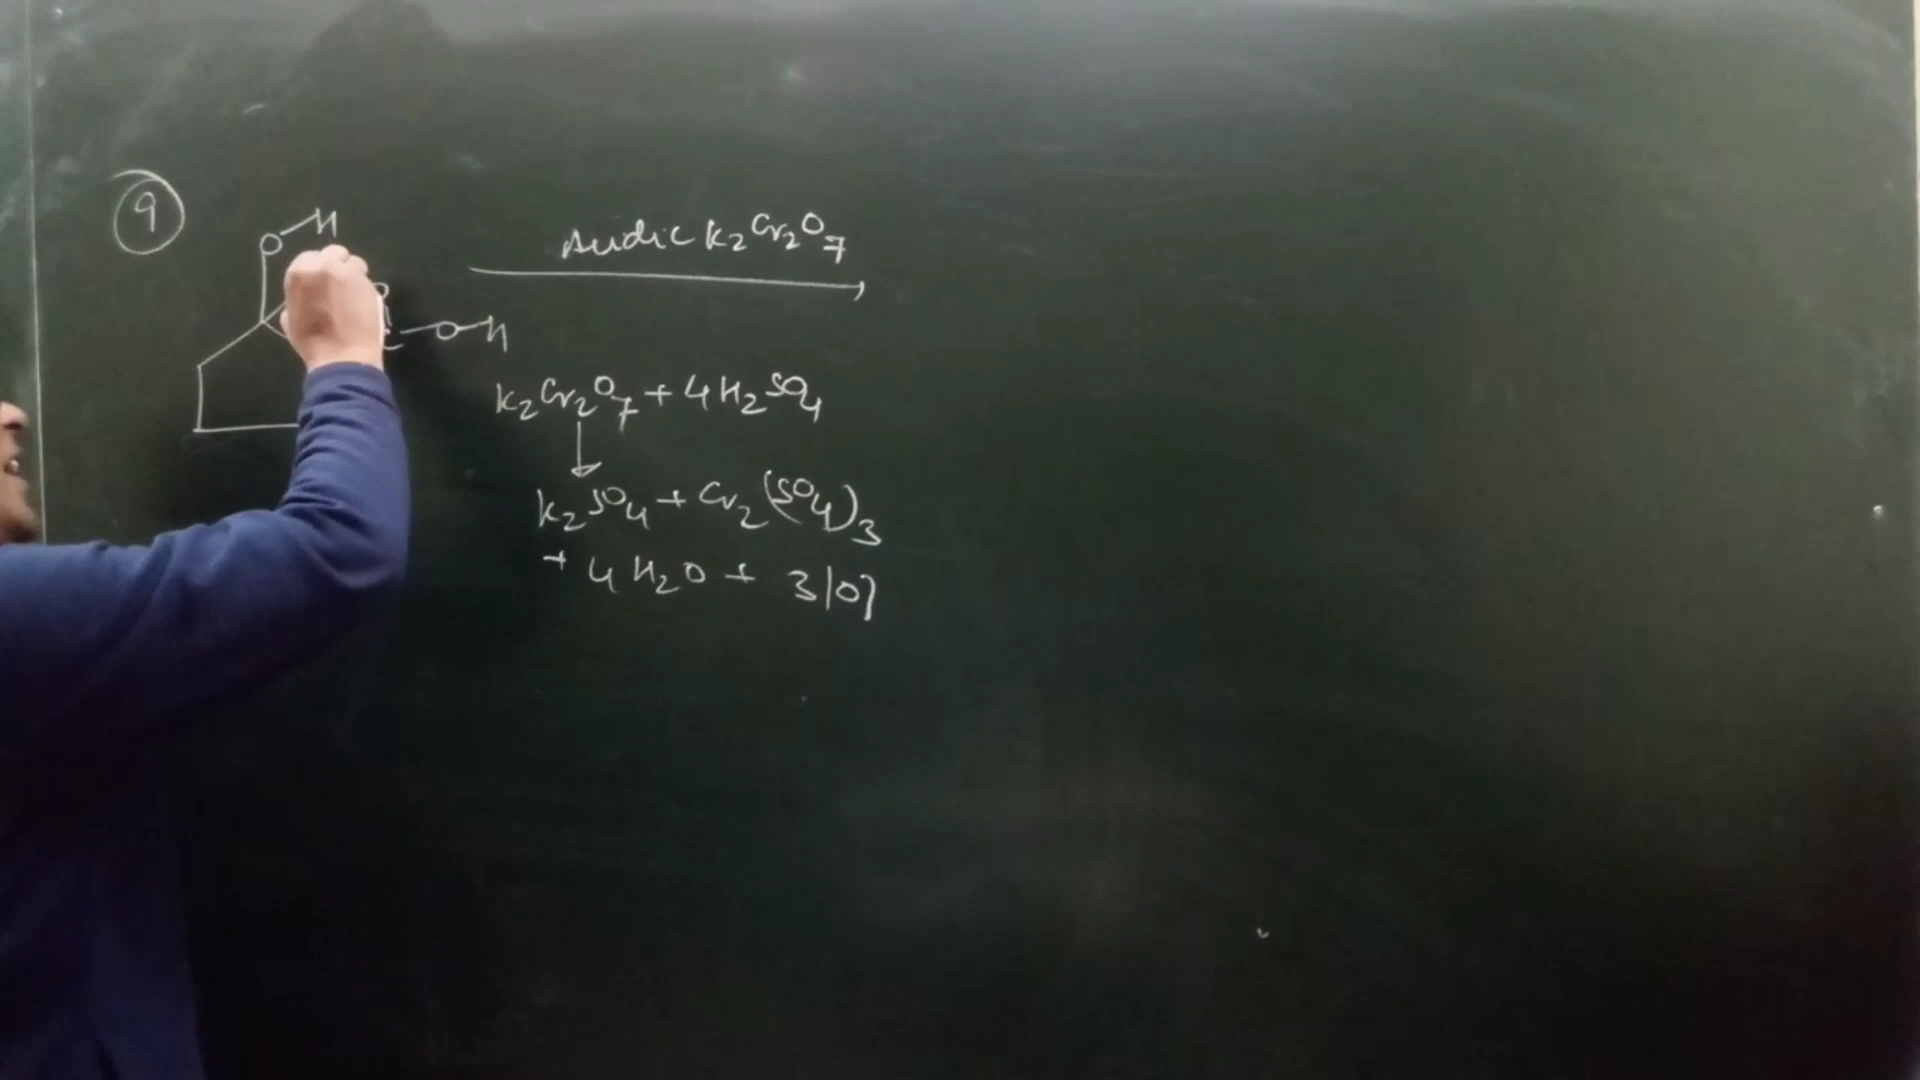 9
O-H
Acidic K2Cr2O7
O
C-O-H
K2Cr2O7 + 4H2SO4
K2SO4 + Cr2(SO4)3
+ 4H2O + 3[O]